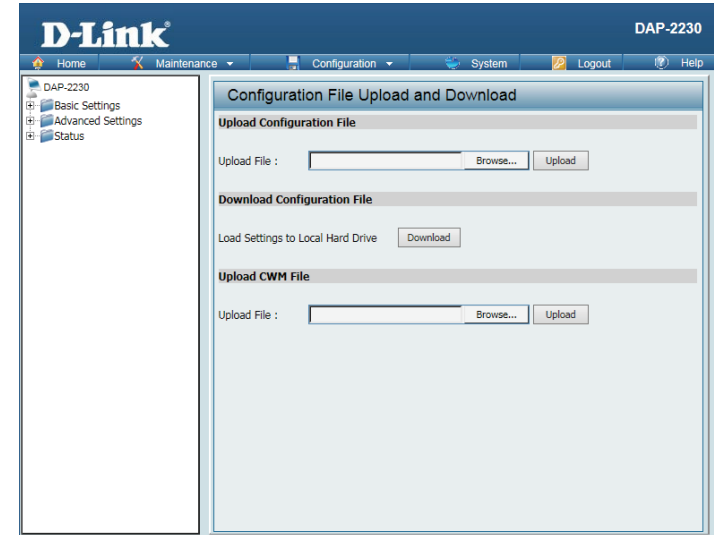 D-Link®
DAP-2230
Home Maintenance Configuration System Logout Help
DAP-2230
Basic Settings
Advanced Settings
Status
Configuration File Upload and Download
Upload Configuration File
Upload File : Browse... Upload
Download Configuration File
Load Settings to Local Hard Drive Download
Upload CWM File
Upload File : Browse... Upload